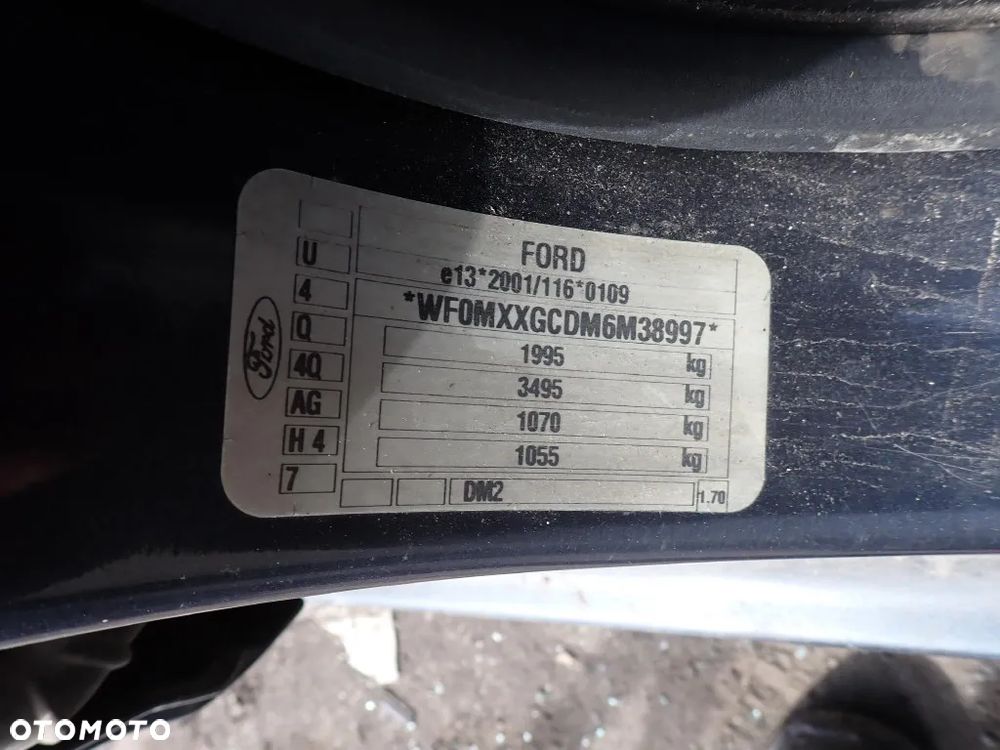 FORD
e13*2001/116*0109
*WF0MXXGCDM6M38997*
1995 kg
3495 kg
1070 kg
1055 kg
U
4
Q
4Q
AG
H 4
7
DM2
1.70
Ford
OTOMOTO